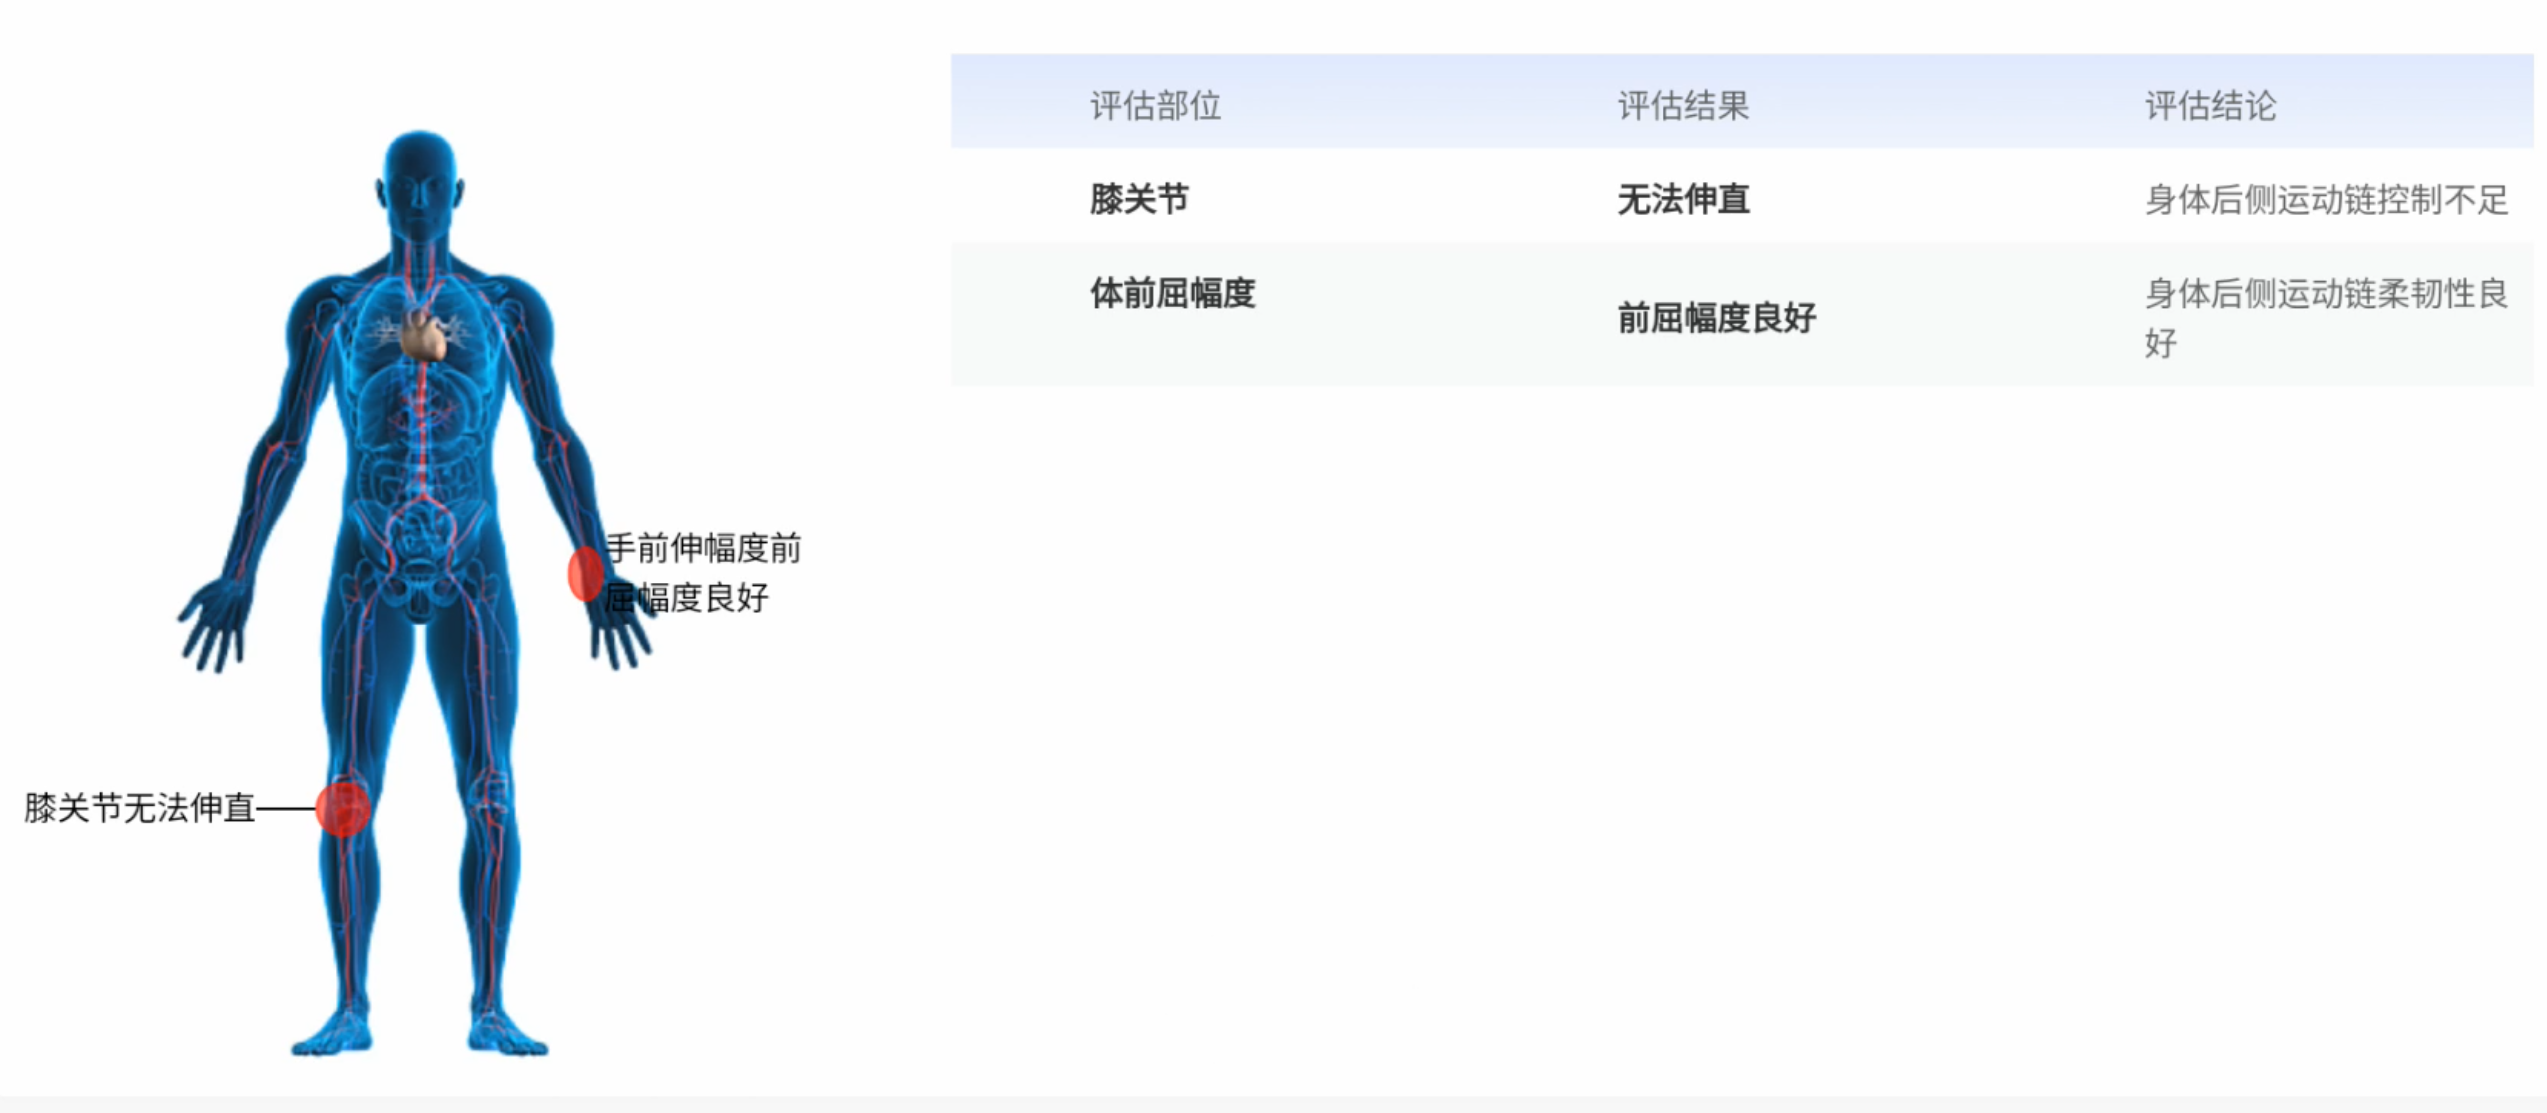 评估部位 评估结果 评估结论
膝关节 无法伸直 身体后侧运动链控制不足
体前屈幅度 前屈幅度良好 身体后侧运动链柔韧性良
好
手前伸幅度前
屈幅度良好
膝关节无法伸直